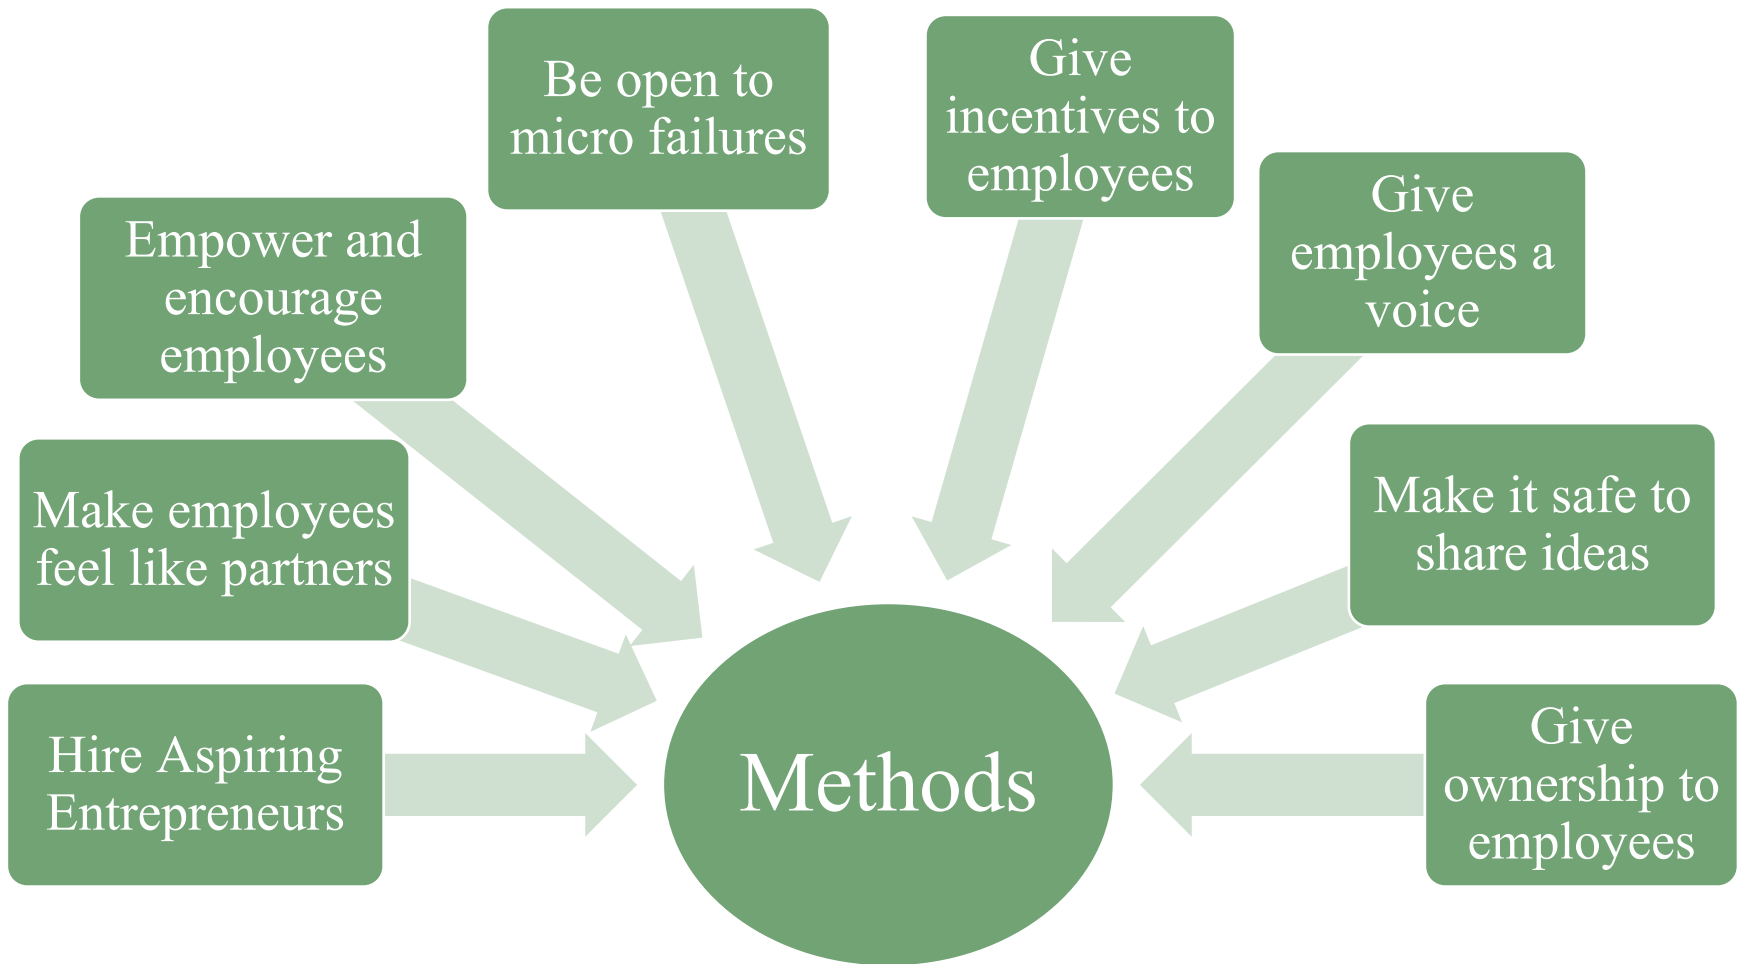 Be open to
micro failures
Give
incentives to
employees
Empower and
encourage
employees
Give
employees a
voice
Make employees
feel like partners
Make it safe to
share ideas
Hire Aspiring
Entrepreneurs
Methods
Give
ownership to
employees